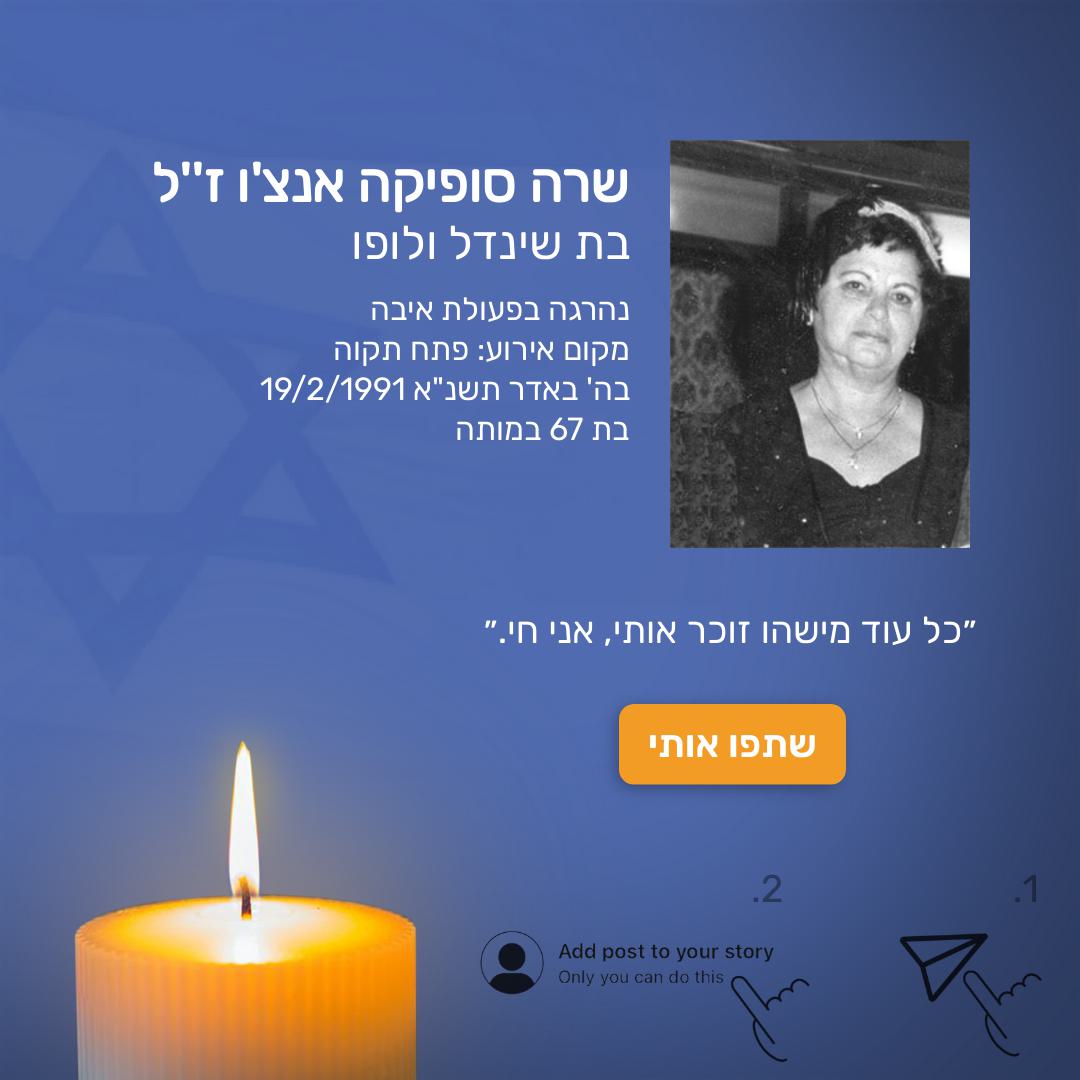 שרה סופיקה אנצ'ו ז''ל
בת שינדל ולופו
נהרגה בפעולת איבה
מקום אירוע: פתח תקוה
בה' באדר תשנ"א 19/2/1991
בת 67 במותה
״כל עוד מישהו זוכר אותי, אני חי.״
שתפו אותי
1.
2.
Add post to your story
Only you can do this